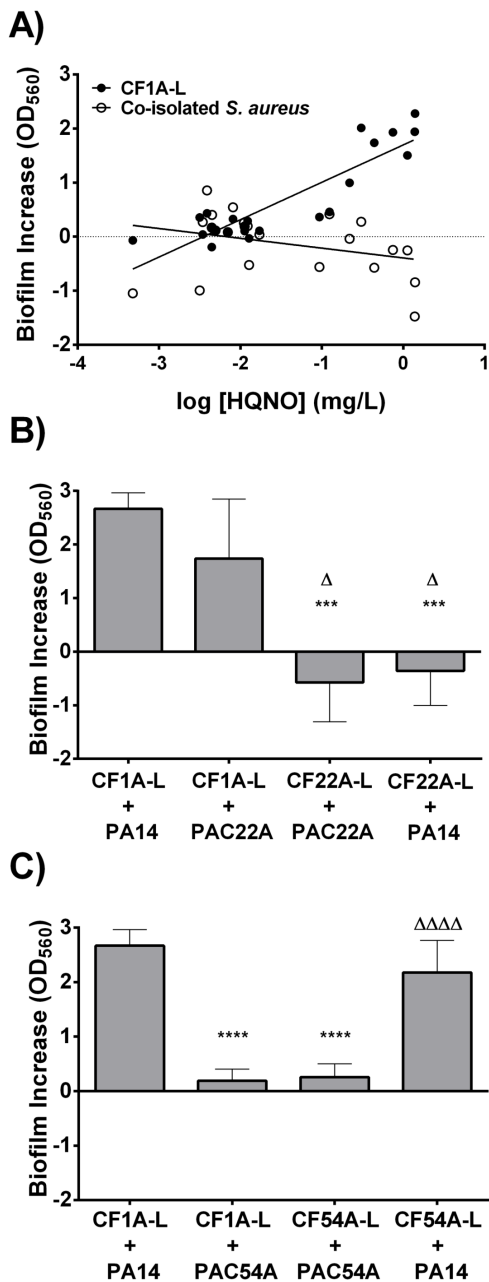 A)
Biofilm Increase (OD560)
3
2
1
0
-1
-2
CF1A-L
Co-isolated S. aureus
-4
-3
-2
-1
0
1
log [HQNO] (mg/L)
B)
Biofilm Increase (OD560)
3
2
1
0
-1
-2
Δ
Δ
***
***
CF1A-L CF1A-L CF22A-L CF22A-L
+ + + +
PA14 PAC22A PAC22A PA14
C)
Biofilm Increase (OD560)
3
2
1
0
-1
-2
ΔΔΔΔ
****
****
CF1A-L CF1A-L CF54A-L CF54A-L
+ + + +
PA14 PAC54A PAC54A PA14